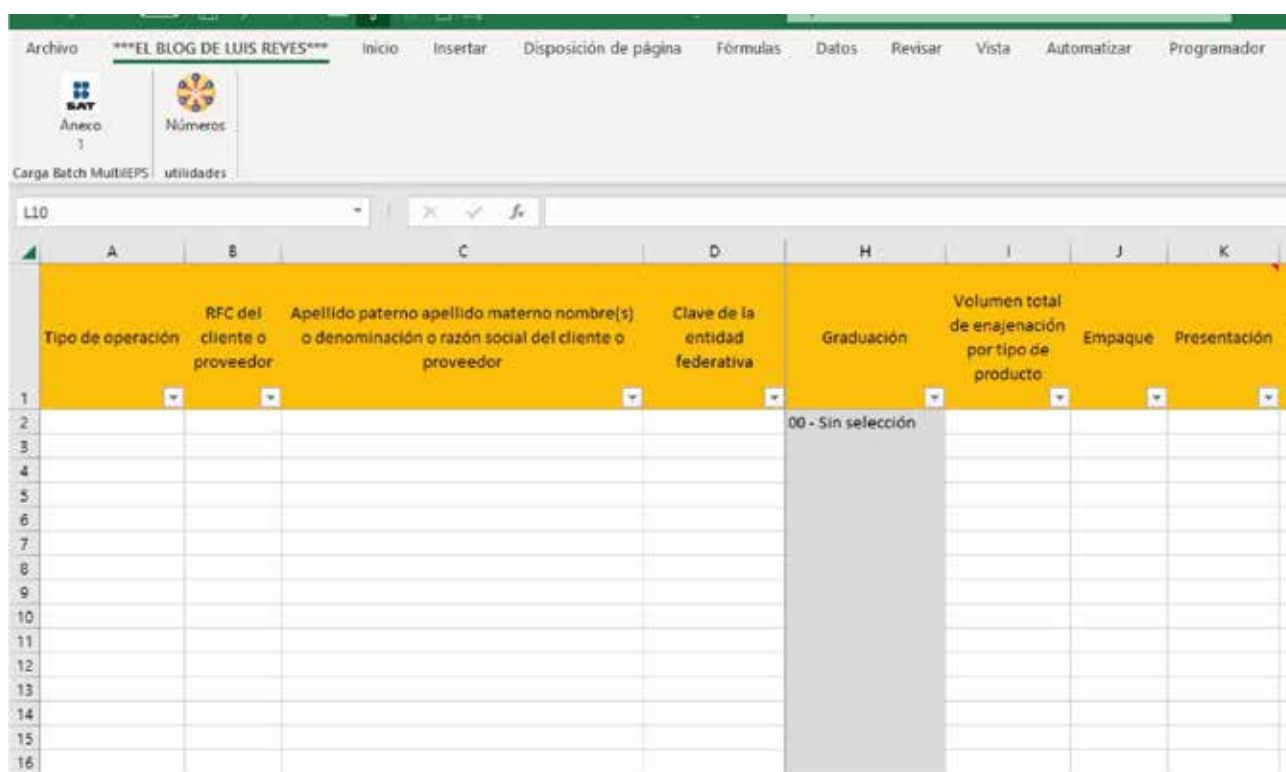 Archivo ***EL BLOG DE LUIS REYES*** Inicio Insertar Disposición de página Fórmulas Datos Revisar Vista Automatizar Programador
SAT
Anexo
1
Números
Carga Batch MultiIEPS utilidades
L10 fx
A B C D H I J K
Tipo de operación
RFC del
cliente o
proveedor
Apellido paterno apellido materno nombre(s)
o denominación o razón social del cliente o
proveedor
Clave de la
entidad
federativa
Graduación
Volumen total
de enajenación
por tipo de
producto
Empaque
Presentación
1
2 00 - Sin selección
3
4
5
6
7
8
9
10
11
12
13
14
15
16